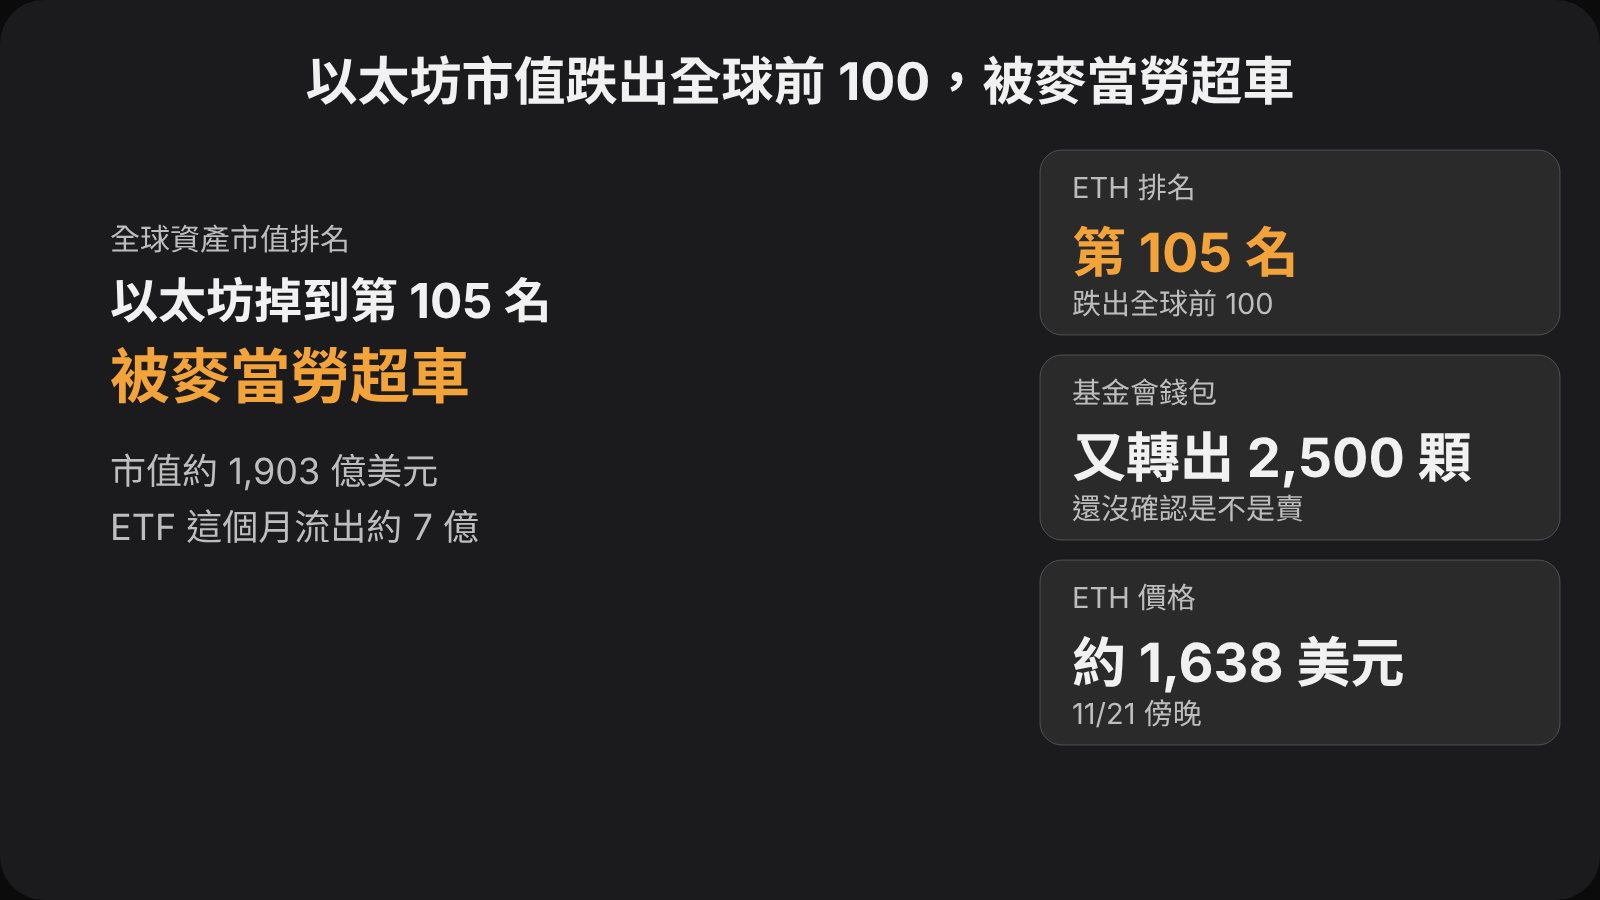 以太坊市值跌出全球前 100，被麥當勞超車
全球資產市值排名
以太坊掉到第 105 名
被麥當勞超車
市值約 1,903 億美元
ETF 這個月流出約 7 億
ETH 排名
第 105 名
跌出全球前 100
基金會錢包
又轉出 2,500 顆
還沒確認是不是賣
ETH 價格
約 1,638 美元
11/21 傍晚